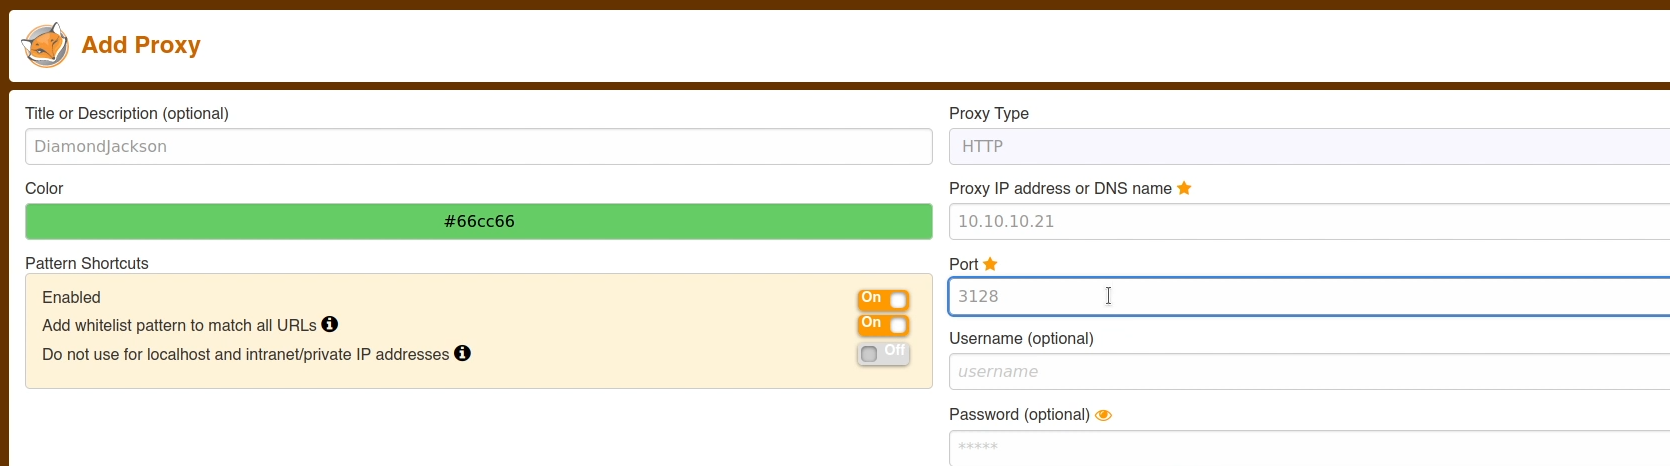 Add Proxy
Title or Description (optional)
DiamondJackson
Color
#66cc66
Pattern Shortcuts
Enabled
On
Add whitelist pattern to match all URLs
On
Do not use for localhost and intranet/private IP addresses
Off
Proxy Type
HTTP
Proxy IP address or DNS name
10.10.10.21
Port
3128
Username (optional)
username
Password (optional)
*****